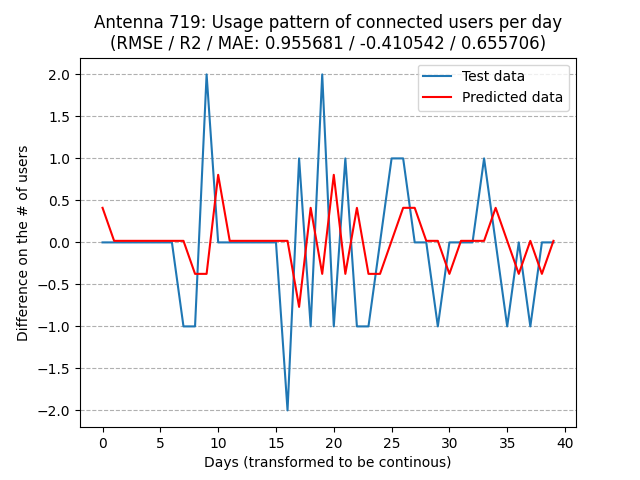 Antenna 719: Usage pattern of connected users per day
(RMSE / R2 / MAE: 0.955681 / -0.410542 / 0.655706)
Test data
Predicted data
2.0
1.5
1.0
0.5
0.0
−0.5
−1.0
−1.5
−2.0
Difference on the # of users
0 5 10 15 20 25 30 35 40
Days (transformed to be continous)